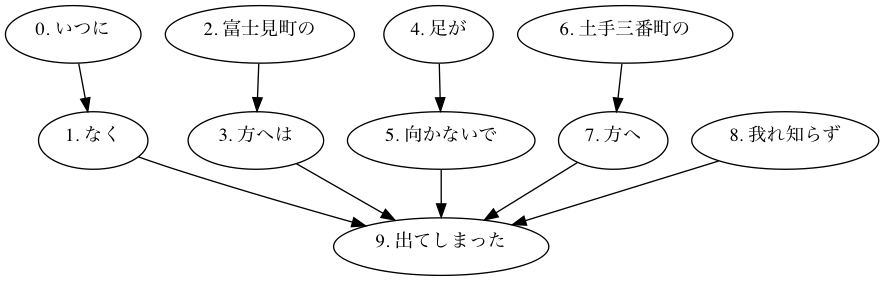 0. いつに
2. 富士見町の
4. 足が
6. 土手三番町の
1. なく
3. 方へは
5. 向かないで
7. 方へ
8. 我れ知らず
9. 出てしまった